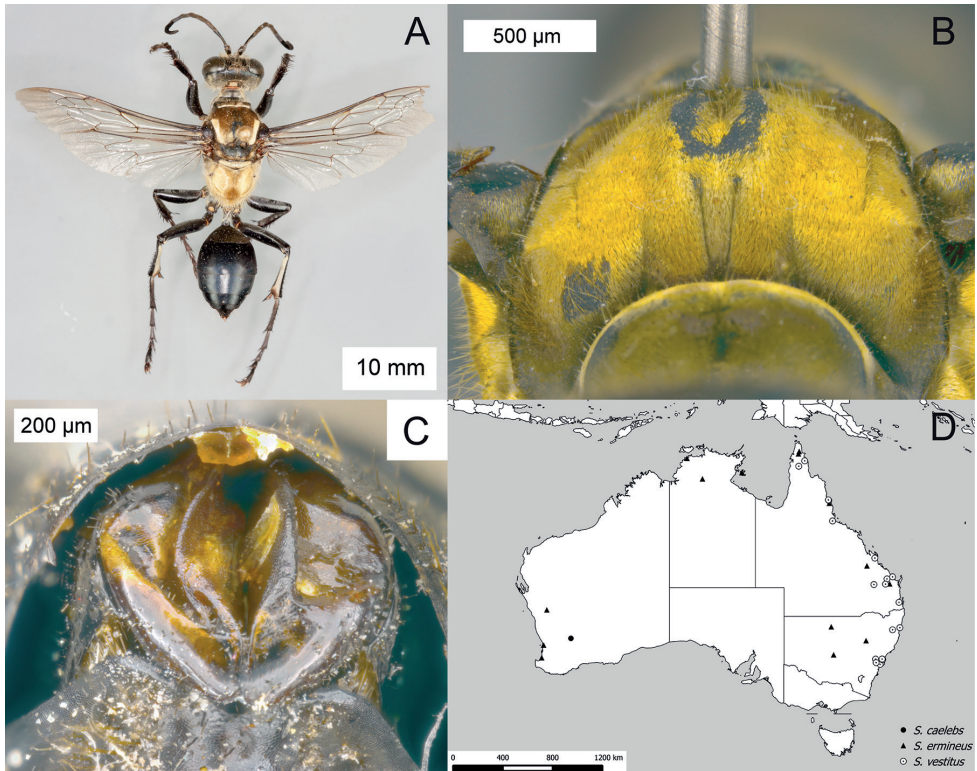 A
10 mm
500 µm
B
200 µm
C
D
S. caelebs
S. ermineus
S. vestitus
0 400 800 1200 km